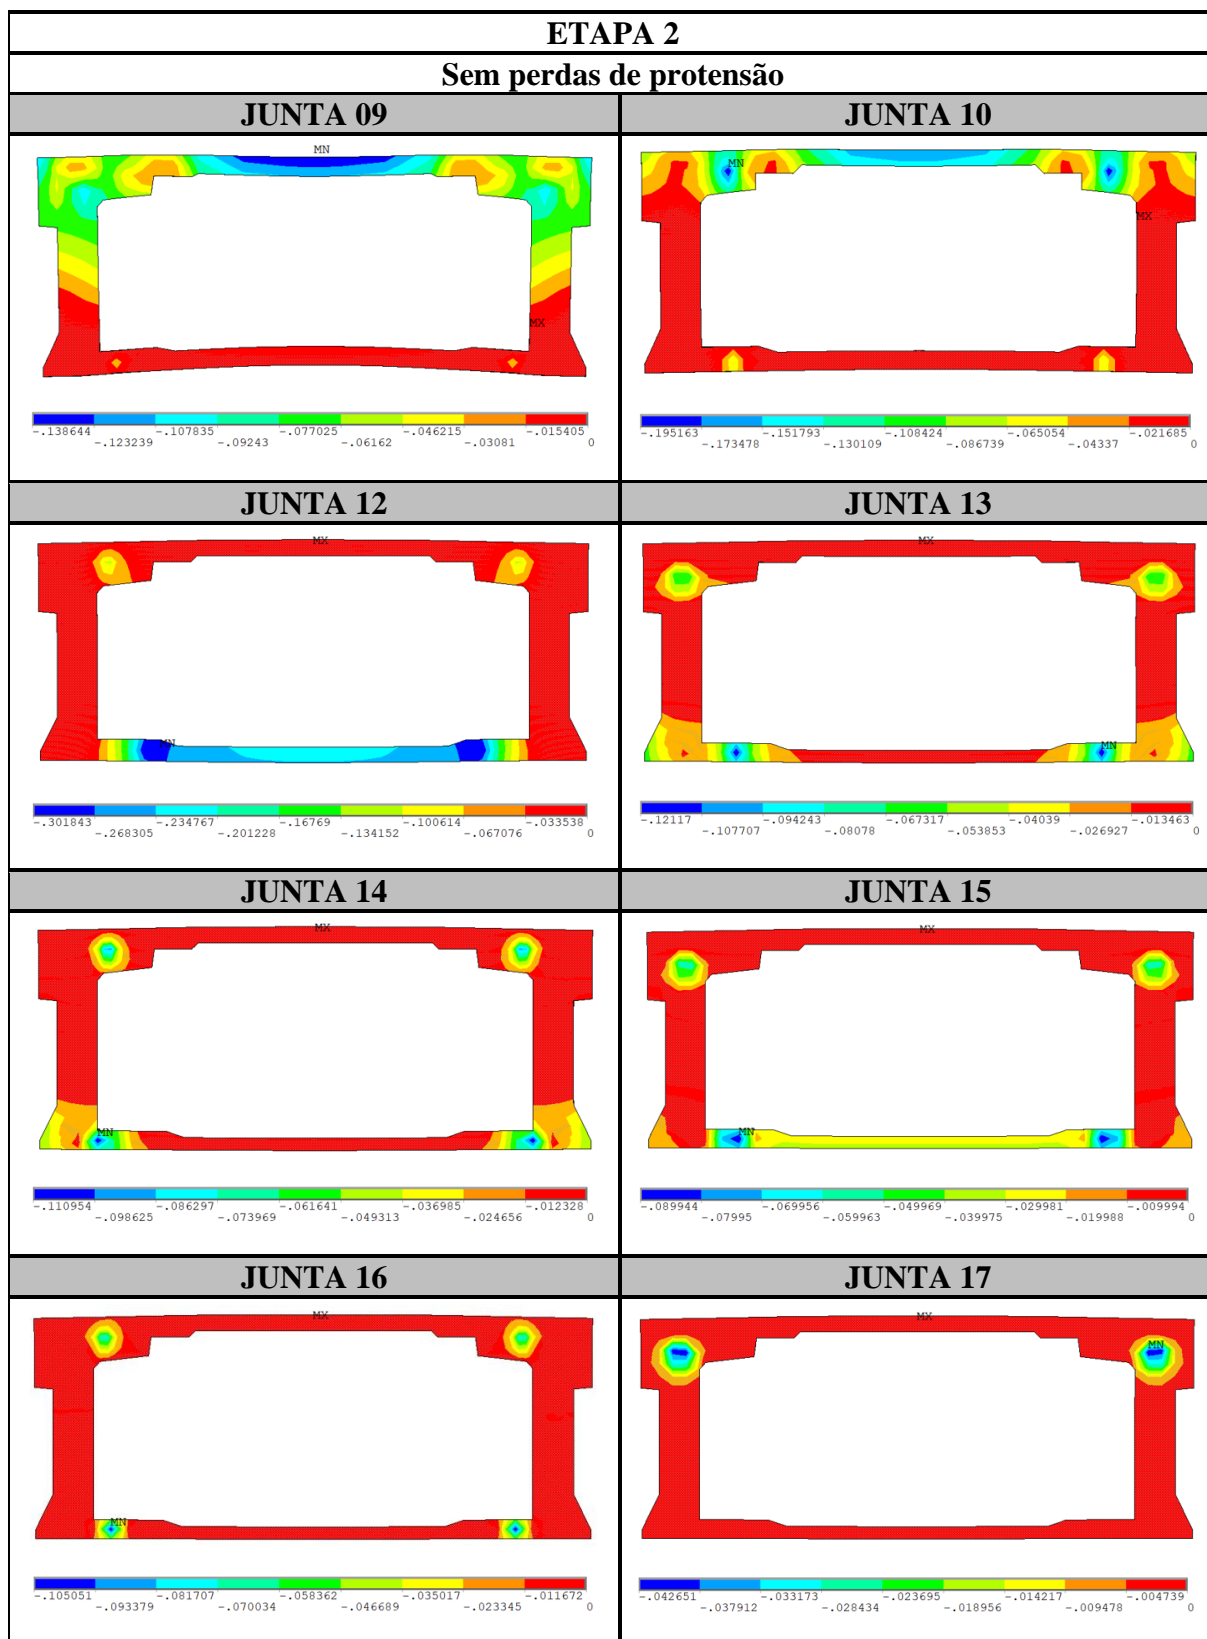 ETAPA 2
Sem perdas de protensão
JUNTA 09 JUNTA 10
MN
MX
-.138644 -.107835 -.077025 -.046215 -.015405
-.123239 -.09243 -.06162 -.03081 0
MN
MX
-.195163 -.151793 -.108424 -.065054 -.021685
-.173478 -.130109 -.086739 -.04337 0
JUNTA 12 JUNTA 13
MX
MN
-.301843 -.234767 -.16769 -.100614 -.033538
-.268305 -.201228 -.134152 -.067076 0
MX
MN
-.12117 -.094243 -.067317 -.04039 -.013463
-.107707 -.08078 -.053853 -.026927 0
JUNTA 14 JUNTA 15
MX
MN
-.110954 -.086297 -.061641 -.036985 -.012328
-.098625 -.073969 -.049313 -.024656 0
MX
MN
-.089944 -.069956 -.049969 -.029981 -.009994
-.07995 -.059963 -.039975 -.019988 0
JUNTA 16 JUNTA 17
MX
MN
-.105051 -.081707 -.058362 -.035017 -.011672
-.093379 -.070034 -.046689 -.023345 0
MX
MN
-.042651 -.033173 -.023695 -.014217 -.004739
-.037912 -.028434 -.018956 -.009478 0